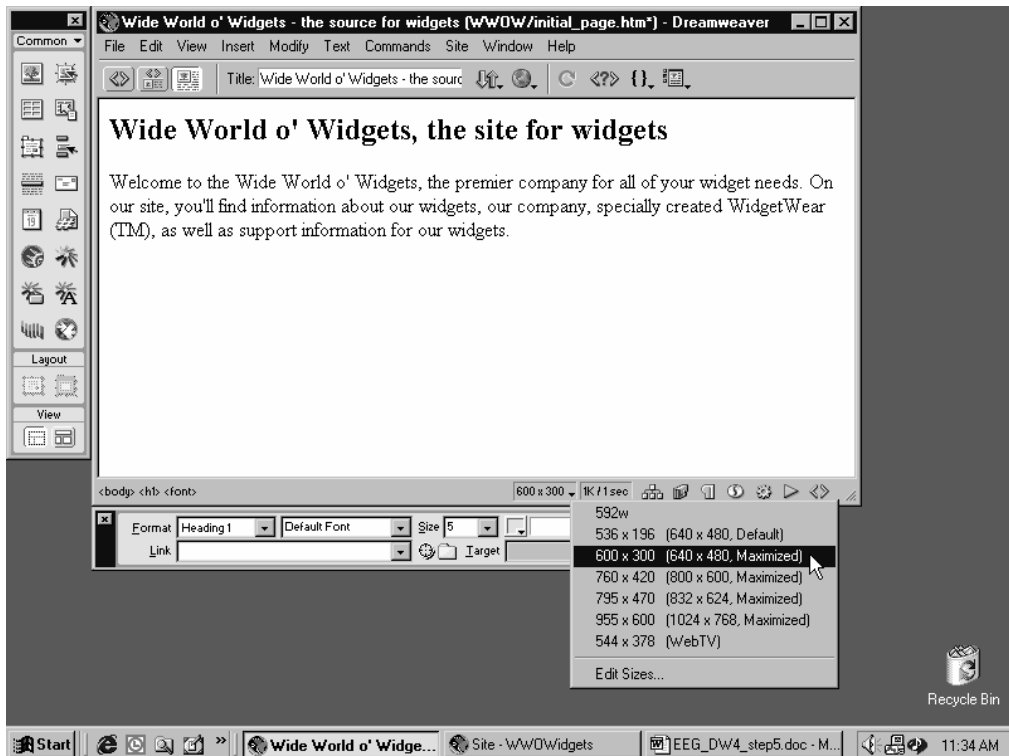 Common
Wide World o' Widgets - the source for widgets (WWOW/initial_page.htm*) - Dreamweaver
File Edit View Insert Modify Text Commands Site Window Help
Title: Wide World o' Widgets - the sourc
Wide World o' Widgets, the site for widgets
Welcome to the Wide World o' Widgets, the premier company for all of your widget needs. On
our site, you'll find information about our widgets, our company, specially created WidgetWear
(TM), as well as support information for our widgets.
Layout
View
<body> <h1> <font>
600 x 300 1K / 1 sec
Format Heading 1 Default Font Size 5
Link Target
592w
536 x 196 (640 x 480, Default)
600 x 300 (640 x 480, Maximized)
760 x 420 (800 x 600, Maximized)
795 x 470 (832 x 624, Maximized)
955 x 600 (1024 x 768, Maximized)
544 x 378 (WebTV)
Edit Sizes...
Recycle Bin
Start » Wide World o' Widge... Site - WWOWidgets EEG_DW4_step5.doc - M... 11:34 AM